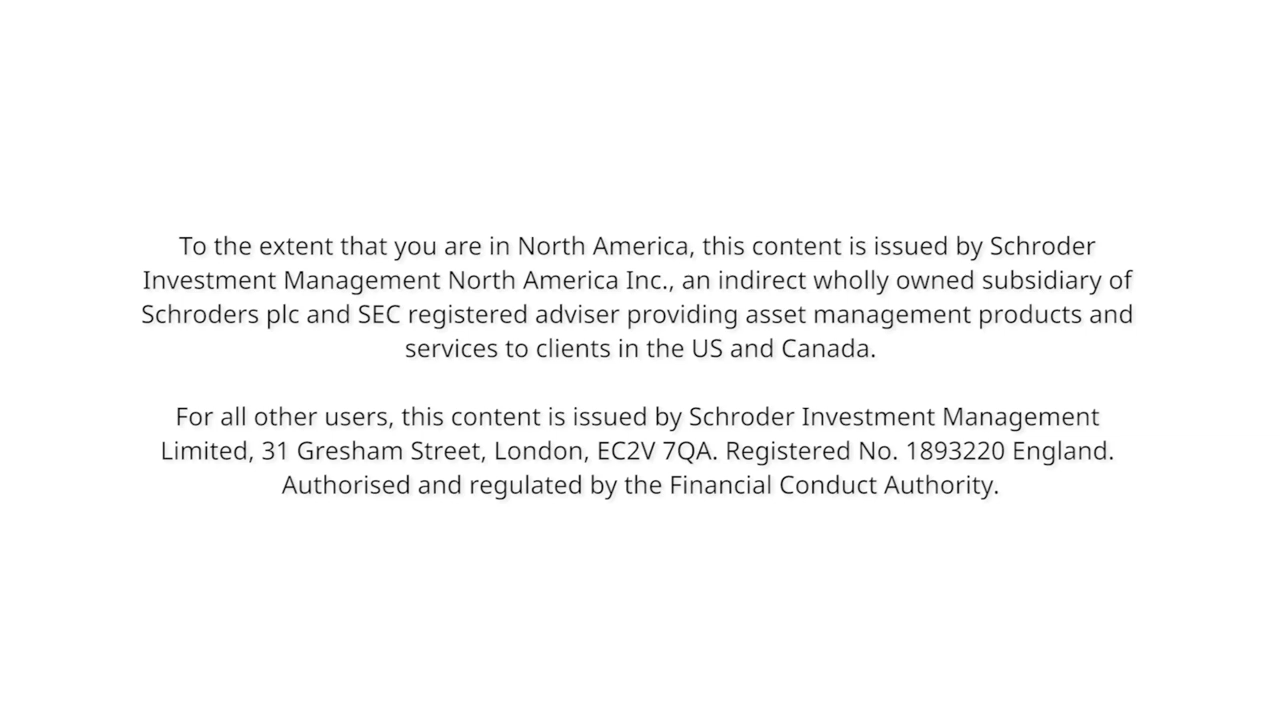 To the extent that you are in North America, this content is issued by Schroder
Investment Management North America Inc., an indirect wholly owned subsidiary of
Schroders plc and SEC registered adviser providing asset management products and
services to clients in the US and Canada.
For all other users, this content is issued by Schroder Investment Management
Limited, 31 Gresham Street, London, EC2V 7QA. Registered No. 1893220 England.
Authorised and regulated by the Financial Conduct Authority.